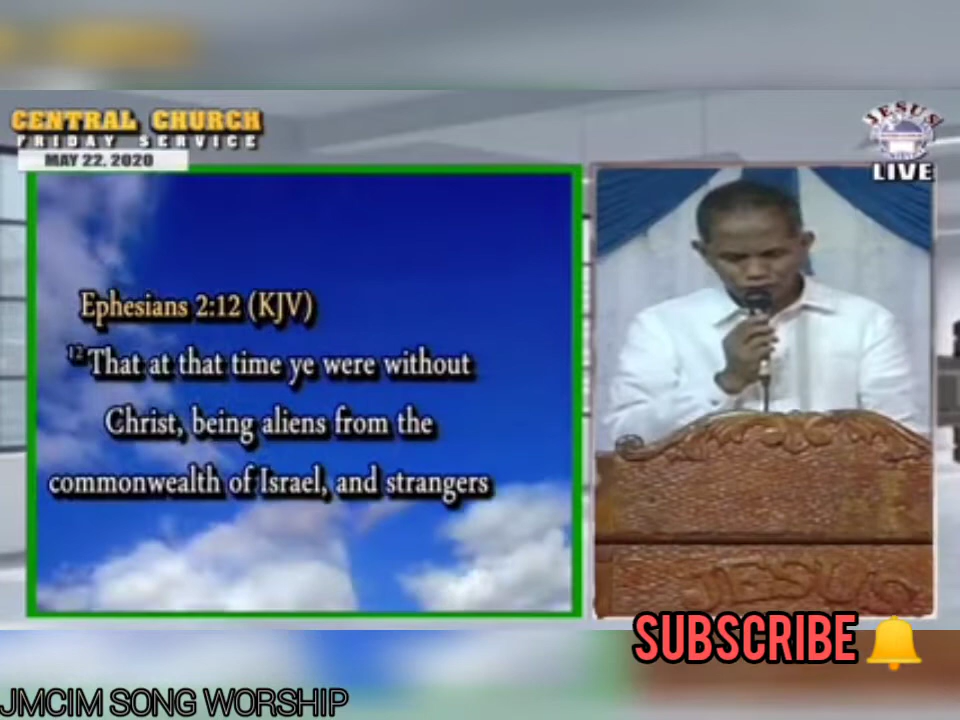 CENTRAL CHURCH
FRIDAY SERVICE
MAY 22, 2020
JESUS
LIVE
Ephesians 2:12 (KJV)
12 That at that time ye were without
Christ, being aliens from the
commonwealth of Israel, and strangers
JESUS
SUBSCRIBE
JMCIM SONG WORSHIP